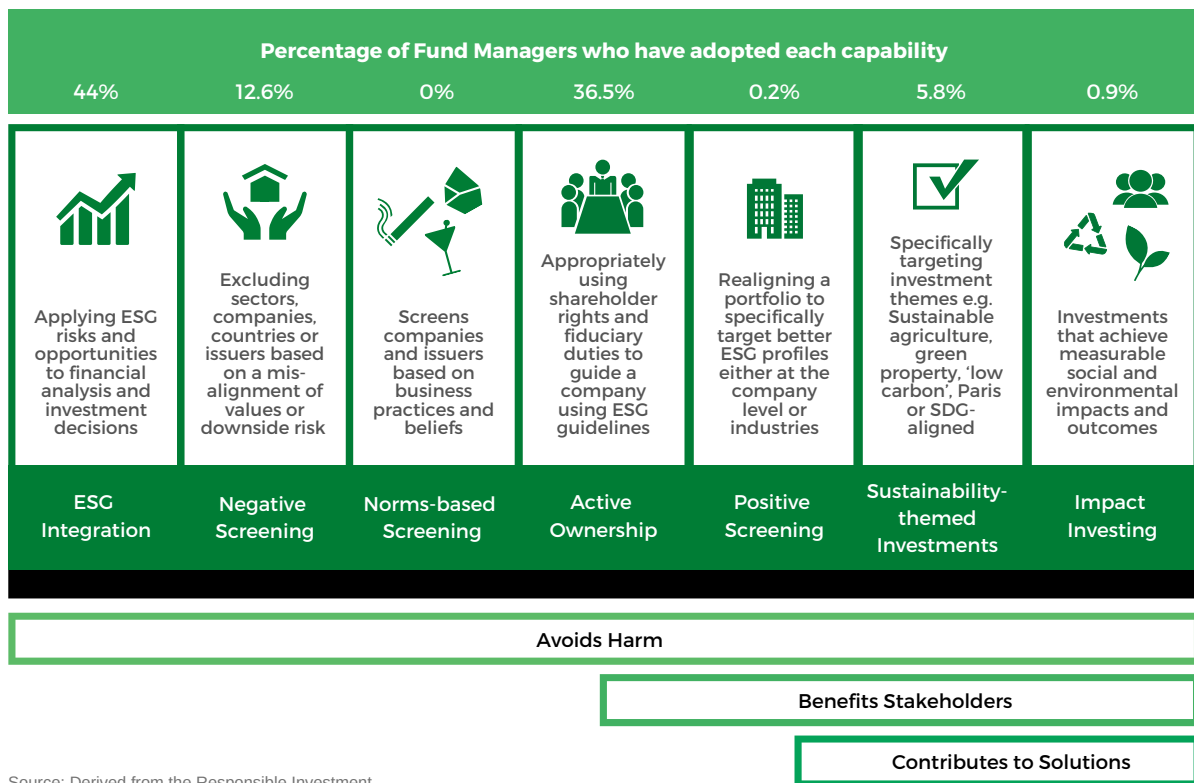 Percentage of Fund Managers who have adopted each capability
44% 12.6% 0% 36.5% 0.2% 5.8% 0.9%
Applying ESG
risks and
opportunities
to financial
analysis and
investment
decisions
Excluding
sectors,
companies,
countries or
issuers based
on a mis-
alignment of
values or
downside risk
Screens
companies
and issuers
based on
business
practices and
beliefs
Appropriately
using
shareholder
rights and
fiduciary
duties to
guide a
company
using ESG
guidelines
Realigning a
portfolio to
specifically
target better
ESG profiles
either at the
company
level or
industries
Specifically
targeting
investment
themes e.g.
Sustainable
agriculture,
green
property, ‘low
carbon’, Paris
or SDG-
aligned
Investments
that achieve
measurable
social and
environmental
impacts and
outcomes
ESG
Integration
Negative
Screening
Norms-based
Screening
Active
Ownership
Positive
Screening
Sustainability-
themed
Investments
Impact
Investing
Avoids Harm
Benefits Stakeholders
Contributes to Solutions
Source: Derived from the Responsible Investment